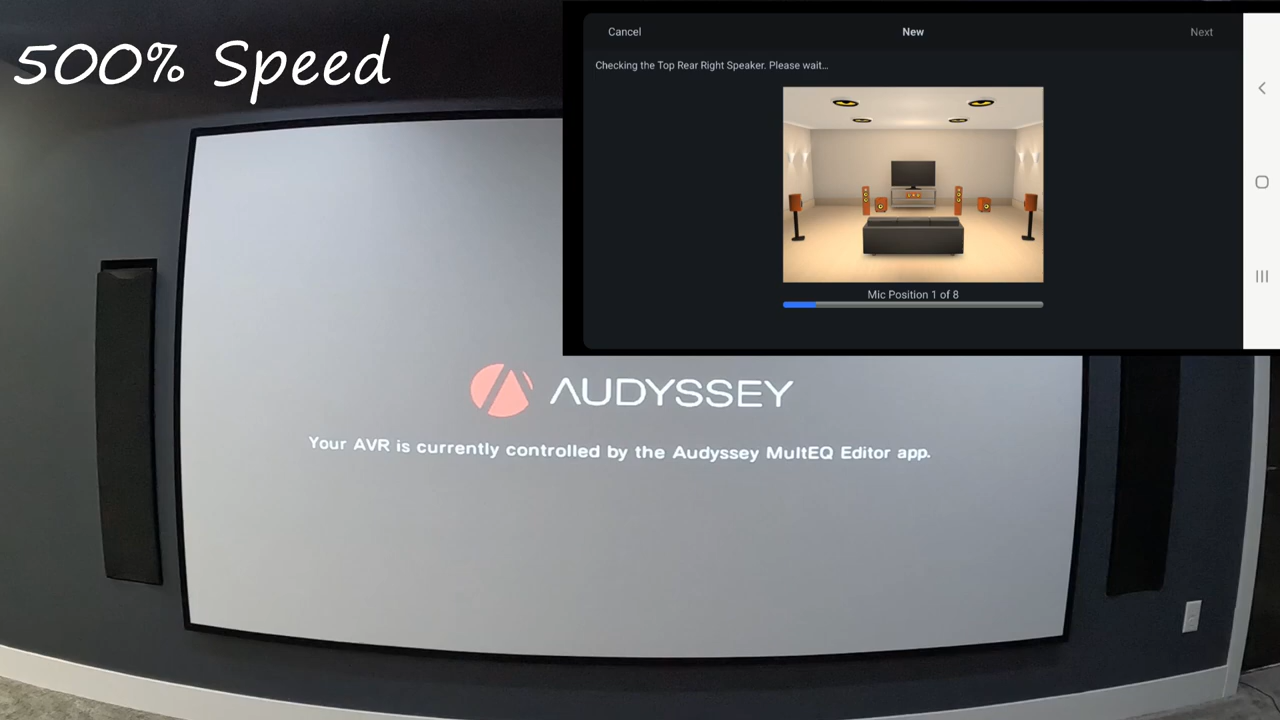 500% Speed
Cancel
New
Next
Checking the Top Rear Right Speaker. Please wait...
Mic Position 1 of 8
AUDYSSEY
Your AVR is currently controlled by the Audyssey MultEQ Editor app.